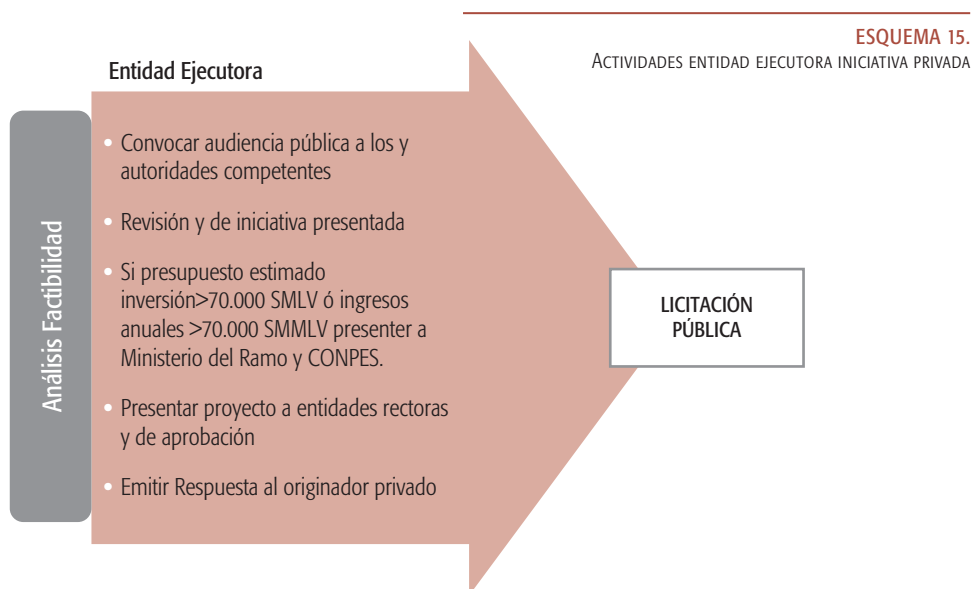 ESQUEMA 15.
ACTIVIDADES ENTIDAD EJECUTORA INICIATIVA PRIVADA
Entidad Ejecutora
Análisis Factibilidad
• Convocar audiencia pública a los y
autoridades competentes
• Revisión y de iniciativa presentada
• Si presupuesto estimado
inversión>70.000 SMLV ó ingresos
anuales >70.000 SMMLV presenter a
Ministerio del Ramo y CONPES.
• Presentar proyecto a entidades rectoras
y de aprobación
• Emitir Respuesta al originador privado
LICITACIÓN
PÚBLICA